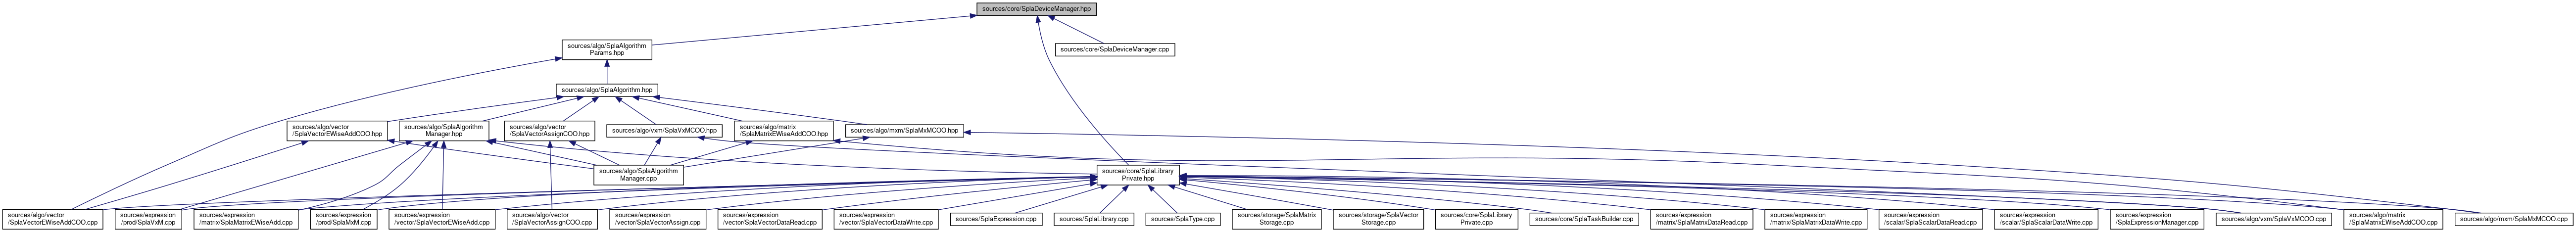 sources/core/SplaDeviceManager.hpp
sources/algo/SplaAlgorithm
Params.hpp
sources/core/SplaDeviceManager.cpp
sources/algo/SplaAlgorithm.hpp
sources/algo/vector
/SplaVectorEWiseAddCOO.hpp
sources/algo/SplaAlgorithm
Manager.hpp
sources/algo/vector
/SplaVectorAssignCOO.hpp
sources/algo/vxm/SplaVxMCOO.hpp
sources/algo/matrix
/SplaMatrixEWiseAddCOO.hpp
sources/algo/mxm/SplaMxMCOO.hpp
sources/algo/SplaAlgorithm
Manager.cpp
sources/core/SplaLibrary
Private.hpp
sources/algo/vector
/SplaVectorEWiseAddCOO.cpp
sources/expression
/prod/SplaVxM.cpp
sources/expression
/matrix/SplaMatrixEWiseAdd.cpp
sources/expression
/prod/SplaMxM.cpp
sources/expression
/vector/SplaVectorEWiseAdd.cpp
sources/algo/vector
/SplaVectorAssignCOO.cpp
sources/expression
/vector/SplaVectorAssign.cpp
sources/expression
/vector/SplaVectorDataRead.cpp
sources/expression
/vector/SplaVectorDataWrite.cpp
sources/SplaExpression.cpp
sources/SplaLibrary.cpp
sources/SplaType.cpp
sources/storage/SplaMatrix
Storage.cpp
sources/storage/SplaVector
Storage.cpp
sources/core/SplaLibrary
Private.cpp
sources/core/SplaTaskBuilder.cpp
sources/expression
/matrix/SplaMatrixDataRead.cpp
sources/expression
/matrix/SplaMatrixDataWrite.cpp
sources/expression
/scalar/SplaScalarDataRead.cpp
sources/expression
/scalar/SplaScalarDataWrite.cpp
sources/expression
/SplaExpressionManager.cpp
sources/algo/vxm/SplaVxMCOO.cpp
sources/algo/matrix
/SplaMatrixEWiseAddCOO.cpp
sources/algo/mxm/SplaMxMCOO.cpp